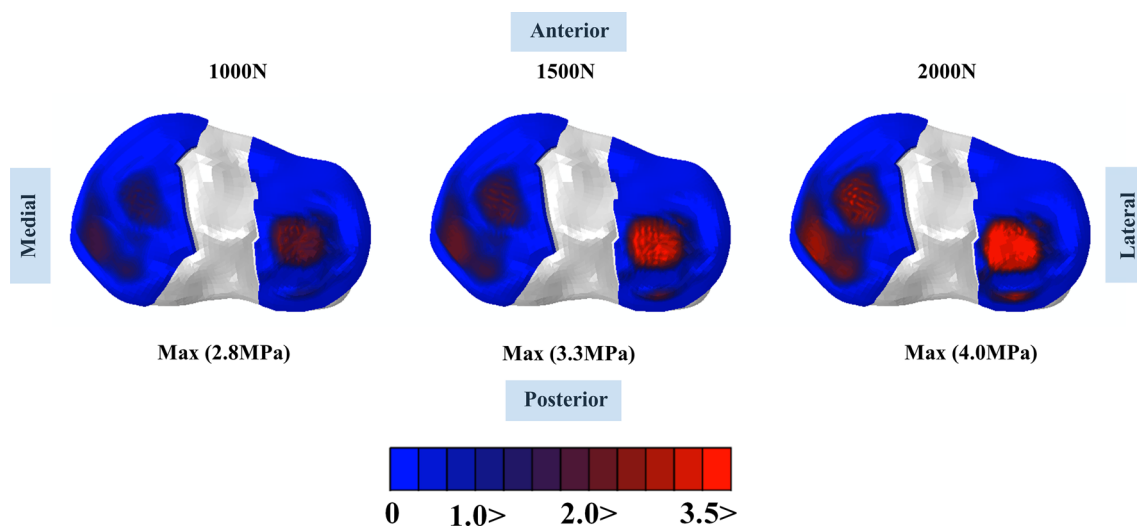 Anterior
1000N
1500N
2000N
Medial
Lateral
Max (2.8MPa)
Max (3.3MPa)
Max (4.0MPa)
Posterior
0 1.0> 2.0> 3.5>